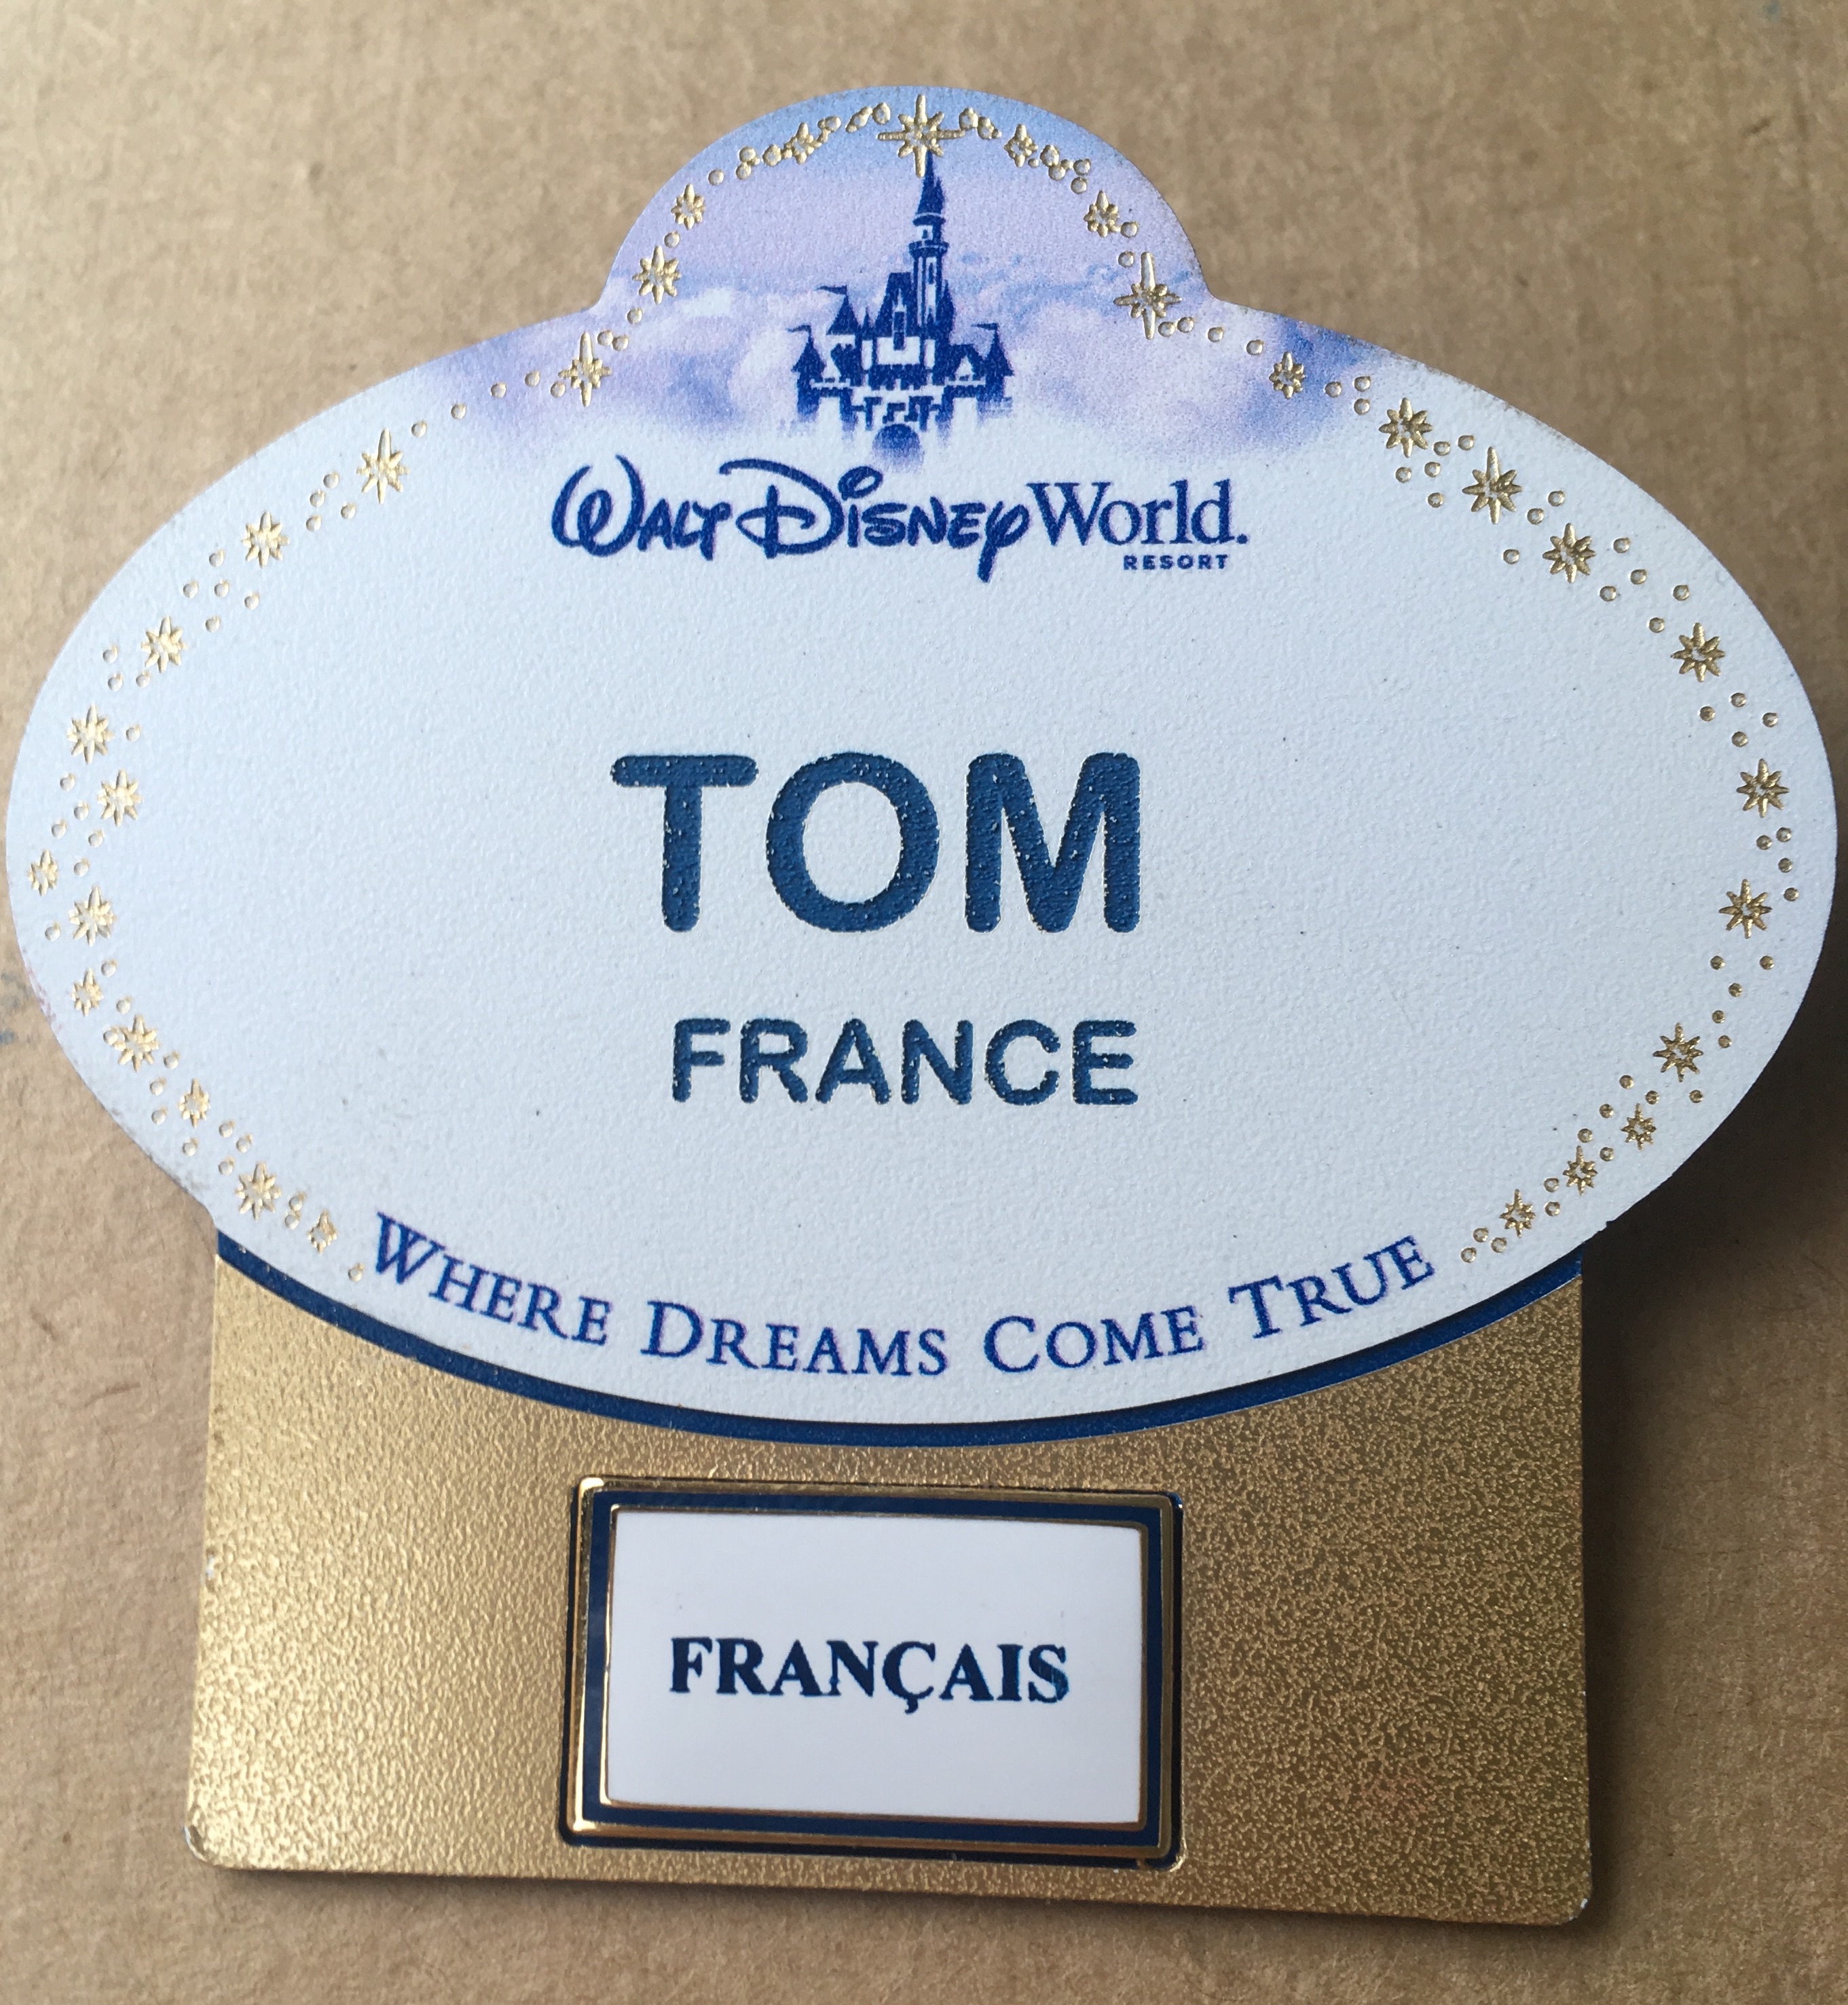 WALT DISNEY World.
RESORT
TOM
FRANCE
WHERE DREAMS COME TRUE
FRANÇAIS